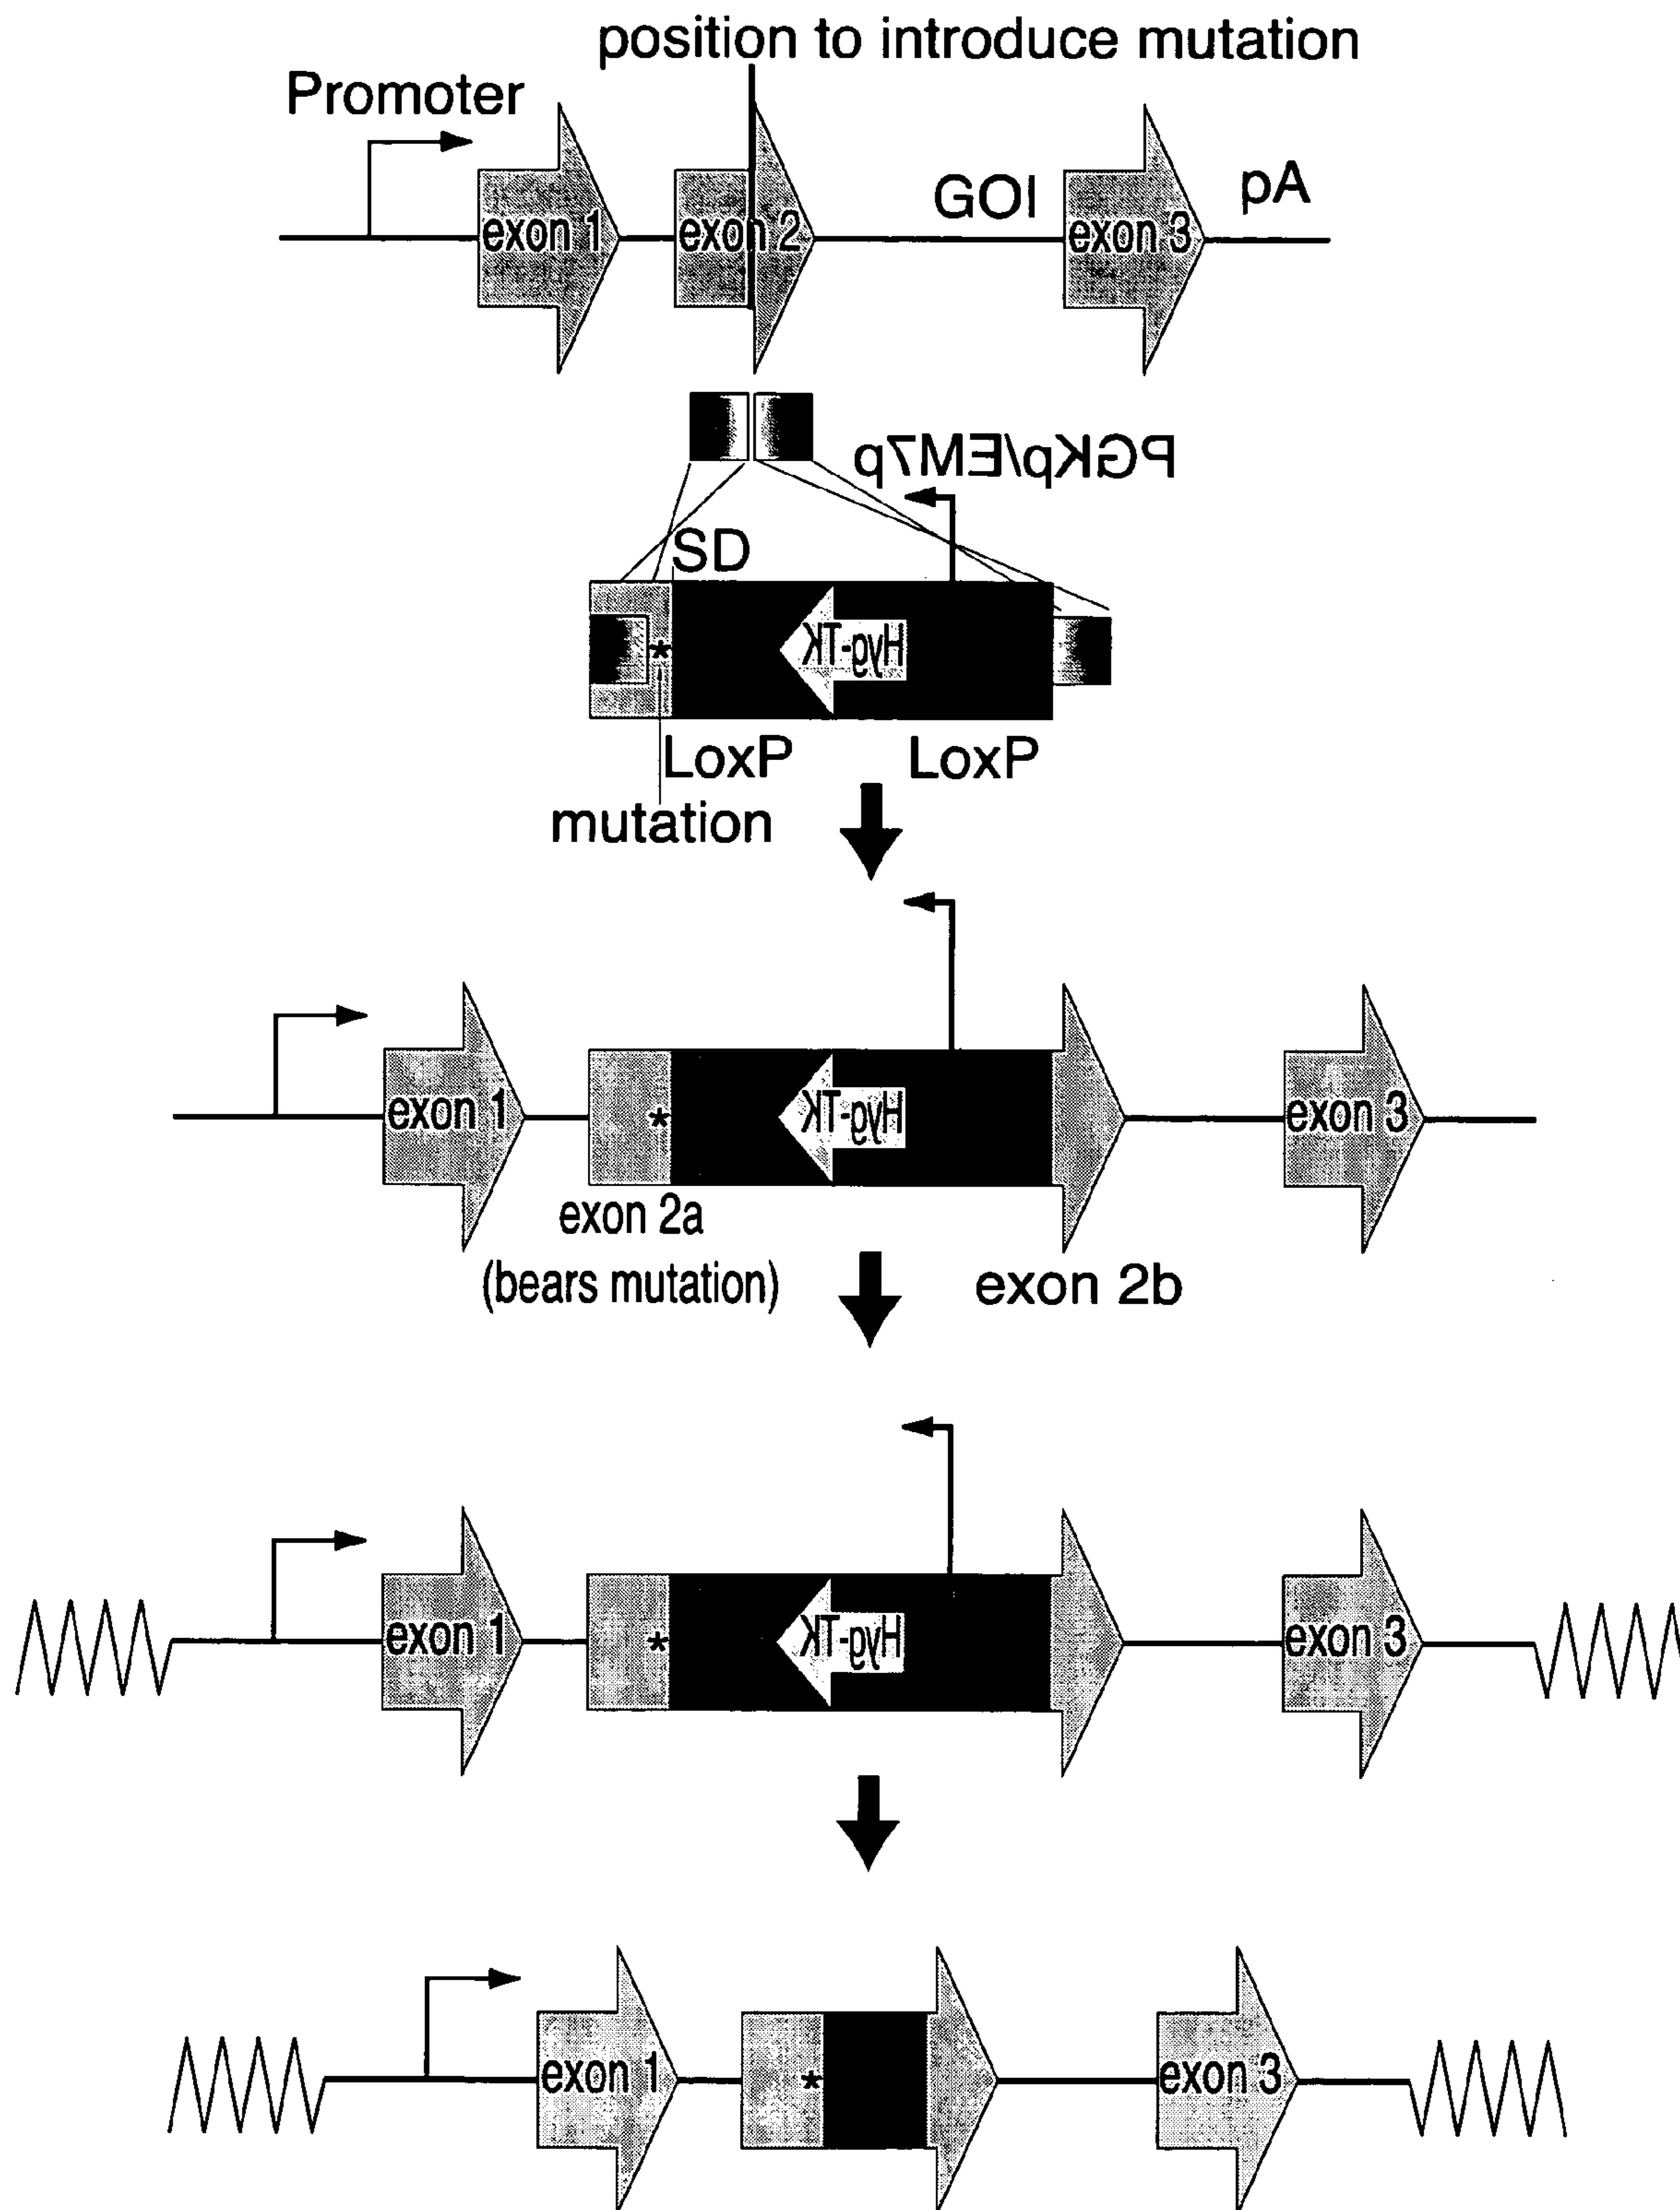 position to introduce mutation
Promoter
GOI
pA
exon 1
exon 2
exon 3
PGKp/EM7p
SD
*
Hyg-TK
LoxP
LoxP
mutation
exon 1
*
Hyg-TK
exon 3
exon 2a
(bears mutation)
exon 2b
exon 1
*
Hyg-TK
exon 3
exon 1
*
exon 3